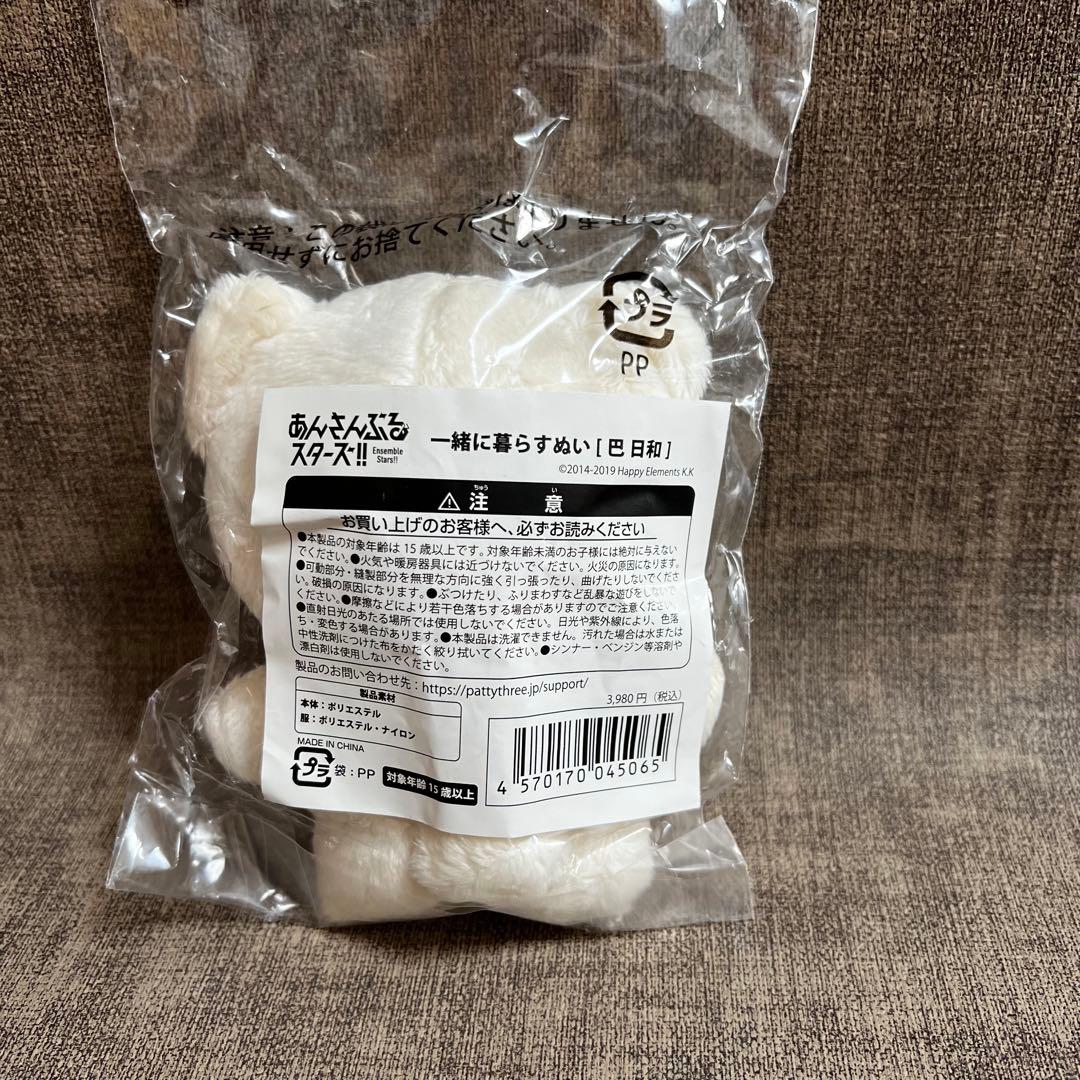 注意：この袋
せずにお捨てください。
プラ
PP
あんさんぶる
スターズ!!
Ensemble
Stars!!
一緒に暮らすぬい [ 巴 日和 ]
©2014-2019 Happy Elements K.K
ちゅう い
⚠注 意
お買い上げのお客様へ、必ずお読みください
●本製品の対象年齢は 15 歳以上です。対象年齢未満のお子様には絶対に与えない
でください。●火気や暖房器具には近づけないでください。火災の原因になります。
●可動部分・縫製部分を無理な方向に強く引っ張ったり、曲げたりしないでくださ
い。破損の原因になります。●ぶつけたり、ふりまわすなど乱暴な遊びをしないで
ください。●摩擦などにより若干色落ちする場合がありますのでご注意ください。
●直射日光のあたる場所では使用しないでください。日光や紫外線により、色落
ち・変色する場合があります。●本製品は洗濯できません。汚れた場合は水または
中性洗剤につけた布をかたく絞り拭いてください。●シンナー・ベンジン等溶剤や
漂白剤は使用しないでください。
製品のお問い合わせ先：https://pattythree.jp/support/
3,980 円（税込）
製品素材
本体：ポリエステル
服：ポリエステル・ナイロン
MADE IN CHINA
プラ 袋：PP
対象年齢 15 歳以上
4 570170 045065